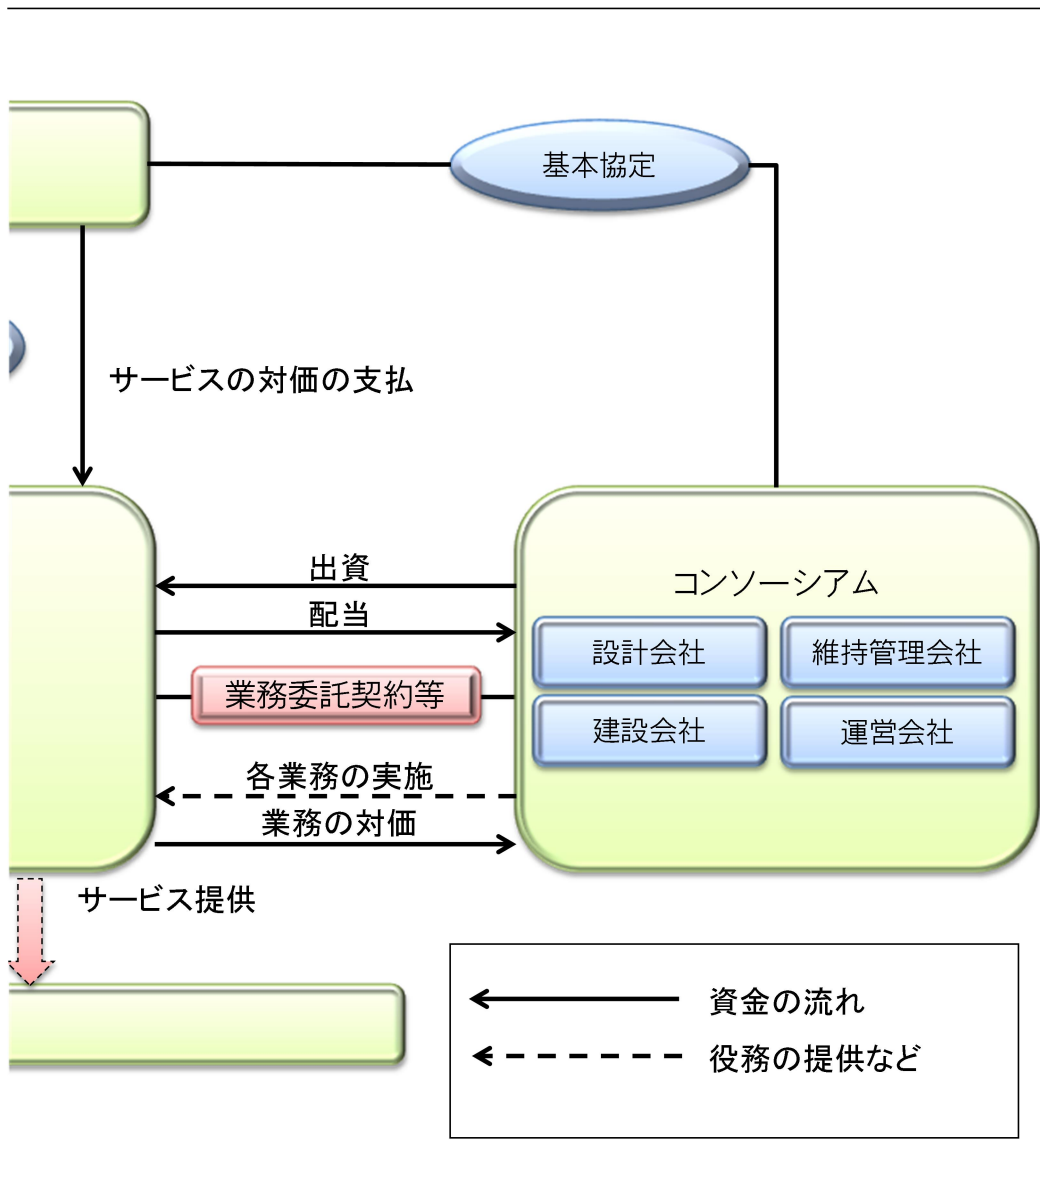 基本協定
サービスの対価の支払
出資
配当
業務委託契約等
各業務の実施
業務の対価
コンソーシアム
設計会社
維持管理会社
建設会社
運営会社
サービス提供
資金の流れ
役務の提供など